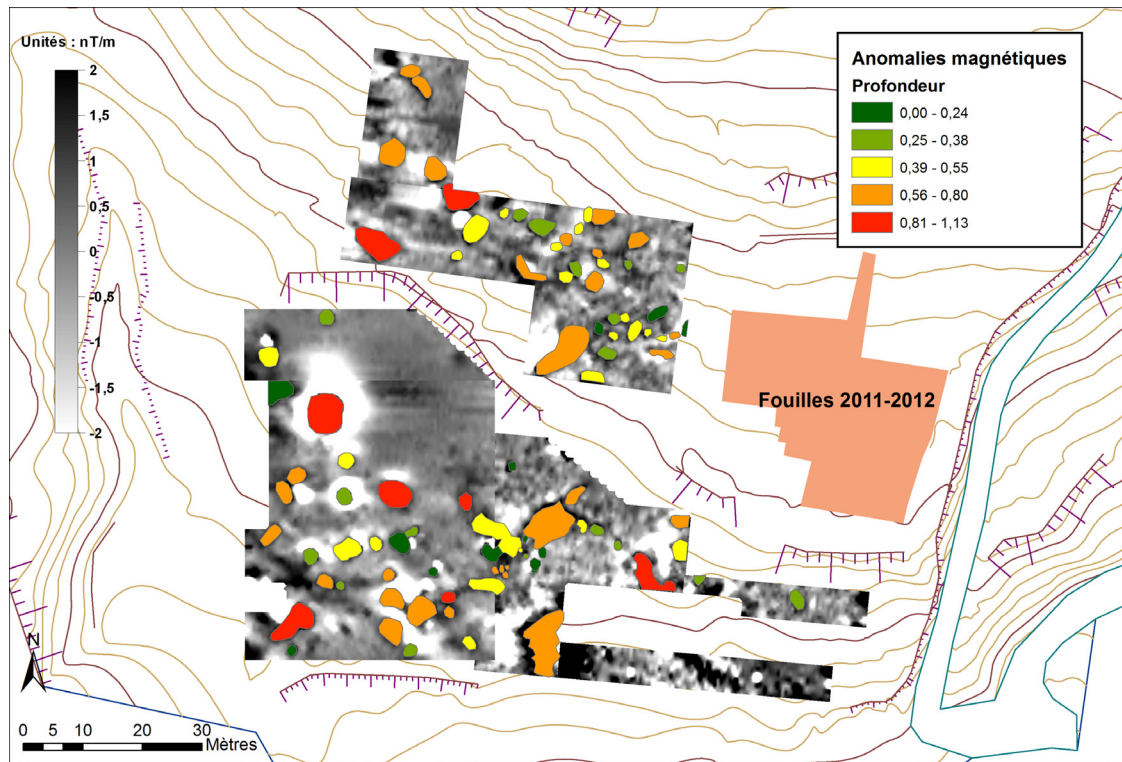 Unités : nT/m
2
1,5
1
0,5
0
-0,5
-1
-1,5
-2
Anomalies magnétiques
Profondeur
0,00 - 0,24
0,25 - 0,38
0,39 - 0,55
0,56 - 0,80
0,81 - 1,13
Fouilles 2011-2012
N
0 5 10 20 30
Mètres